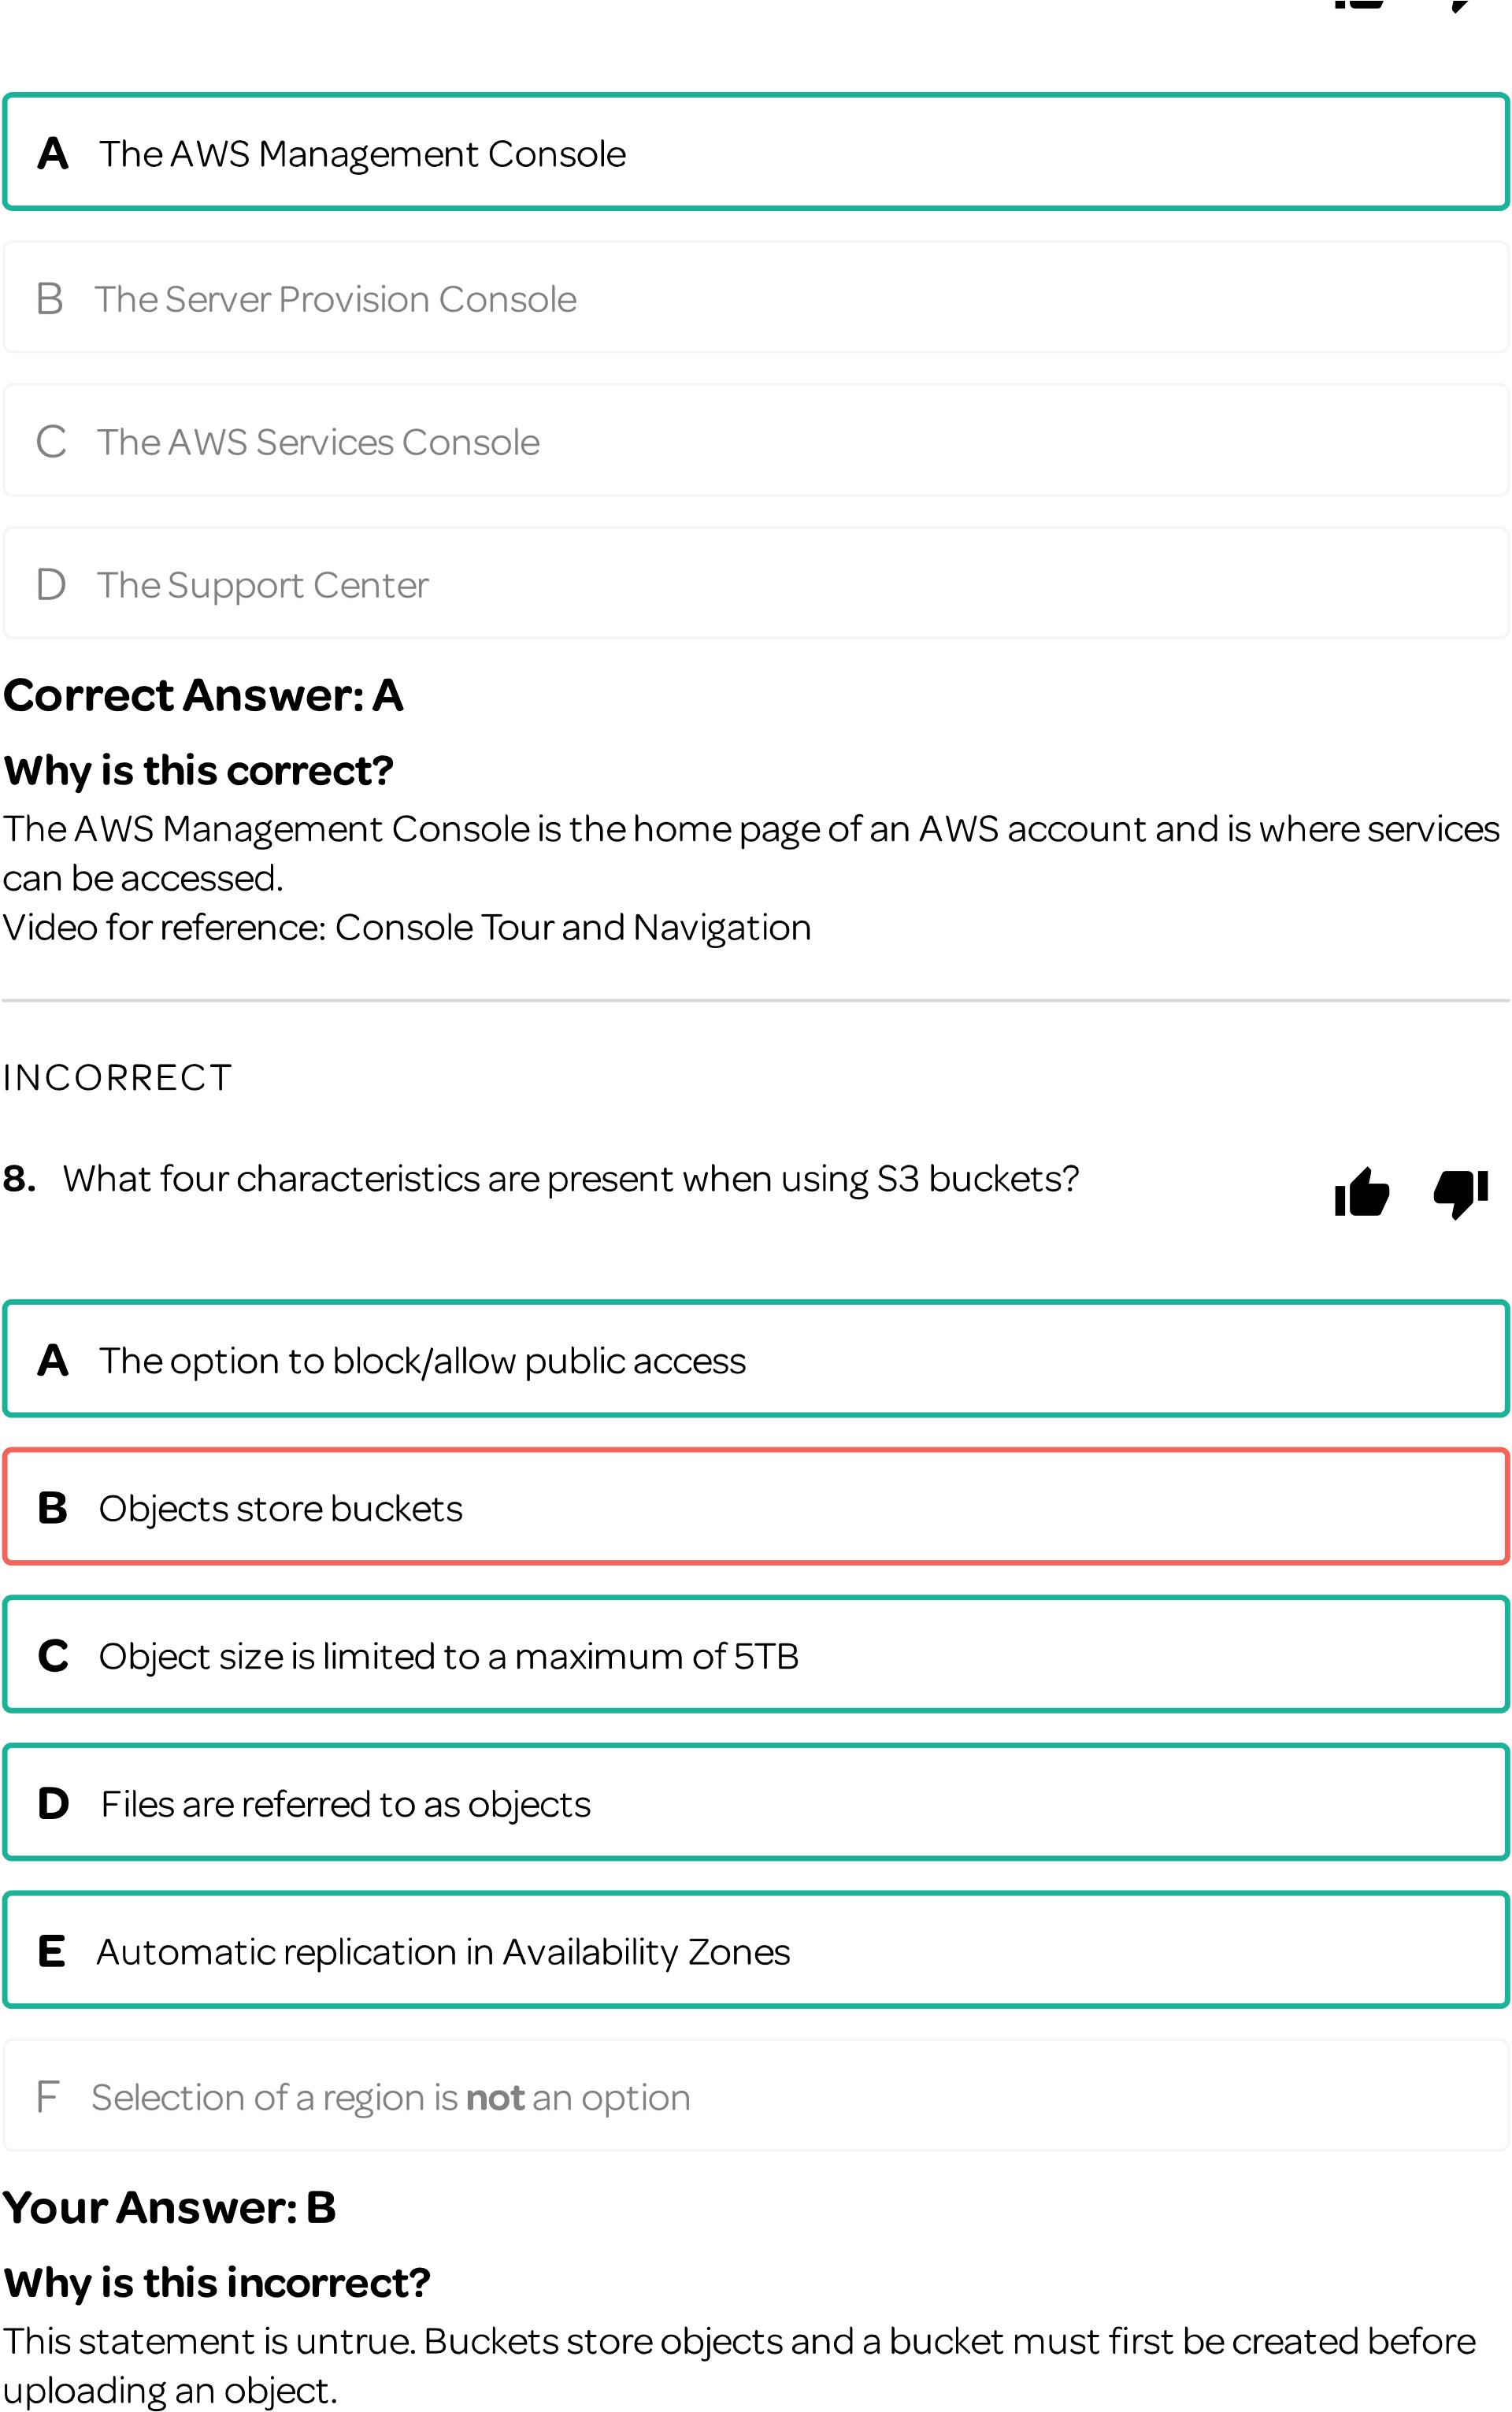 A The AWS Management Console
B The Server Provision Console
C The AWS Services Console
D The Support Center
Correct Answer: A
Why is this correct?
The AWS Management Console is the home page of an AWS account and is where services
can be accessed.
Video for reference: Console Tour and Navigation
INCORRECT
8. What four characteristics are present when using S3 buckets?
A The option to block/allow public access
B Objects store buckets
C Object size is limited to a maximum of 5TB
D Files are referred to as objects
E Automatic replication in Availability Zones
F Selection of a region is not an option
Your Answer: B
Why is this incorrect?
This statement is untrue. Buckets store objects and a bucket must first be created before
uploading an object.